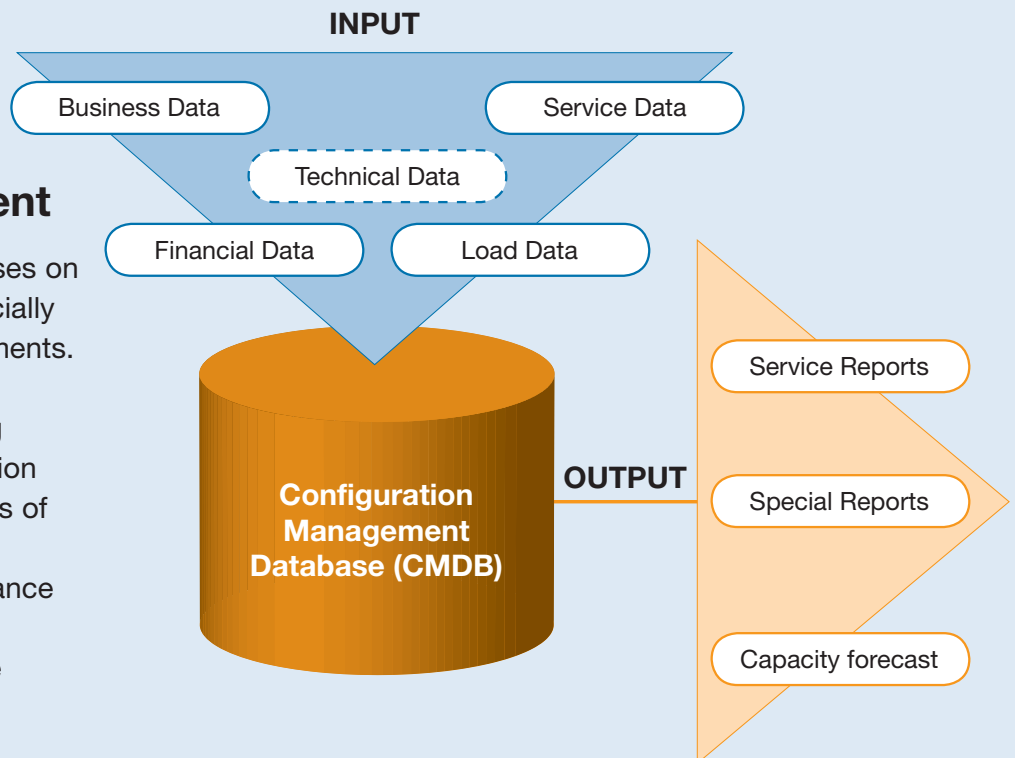 INPUT
Business Data
Service Data
Technical Data
Financial Data
Load Data
ent
ses on
cially
nents.
g
ion
s of
ance
e
Configuration
Management
Database (CMDB)
OUTPUT
Service Reports
Special Reports
Capacity forecast